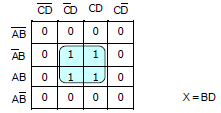 C̅D̅ C̅D CD CD̅
A̅B̅ 0 0 0 0
A̅B 0 1 1 0
AB 0 1 1 0
AB̅ 0 0 0 0 X=BD